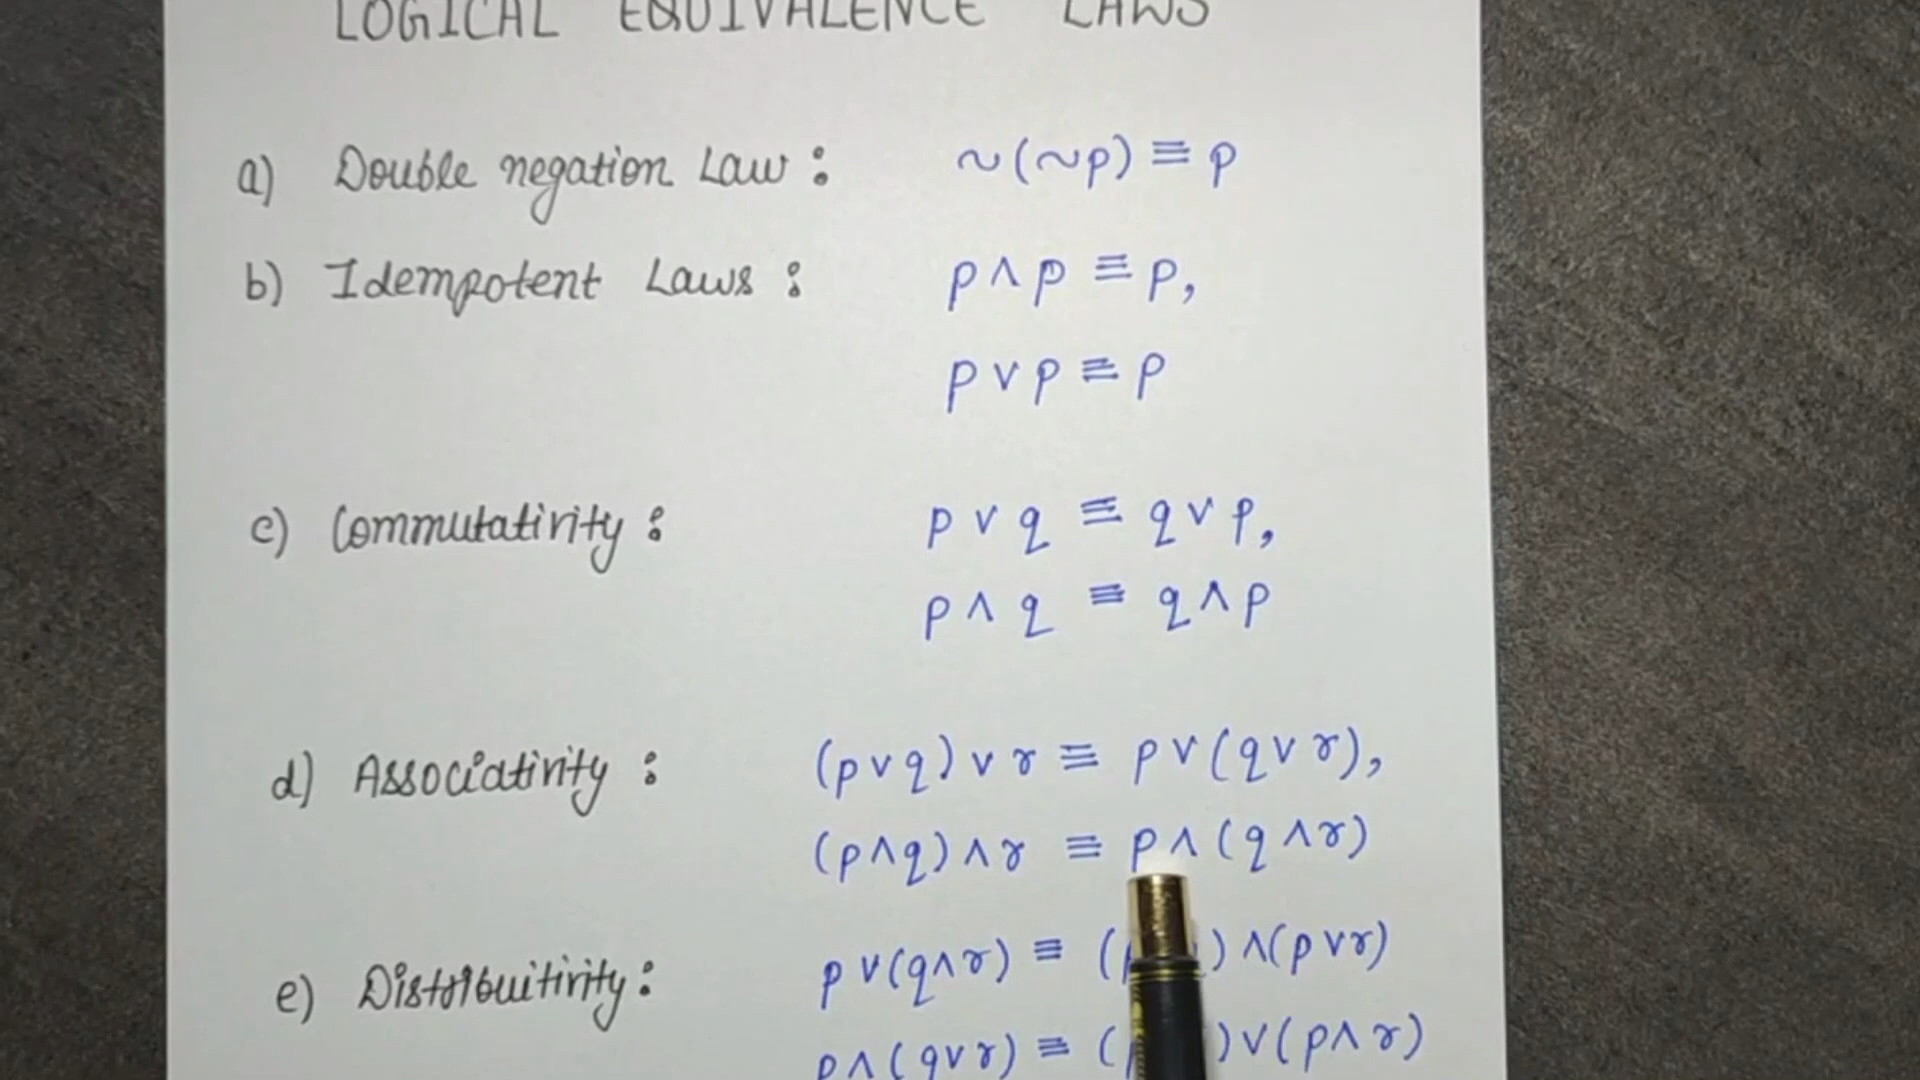 LOGICAL EQUIVALENCE LAWS
a) Double negation Law : ~(~p) ≡ p
b) Idempotent Laws : p ∧ p ≡ p,
p ∨ p ≡ p
c) Commutativity : p ∨ q ≡ q ∨ p,
p ∧ q ≡ q ∧ p
d) Associativity : (p ∨ q) ∨ r ≡ p ∨ (q ∨ r),
(p ∧ q) ∧ r ≡ p ∧ (q ∧ r)
e) Distribuitivity : p ∨ (q ∧ r) ≡ ( ) ∧ (p ∨ r)
p ∧ (q ∨ r) ≡ ( ) ∨ (p ∧ r)